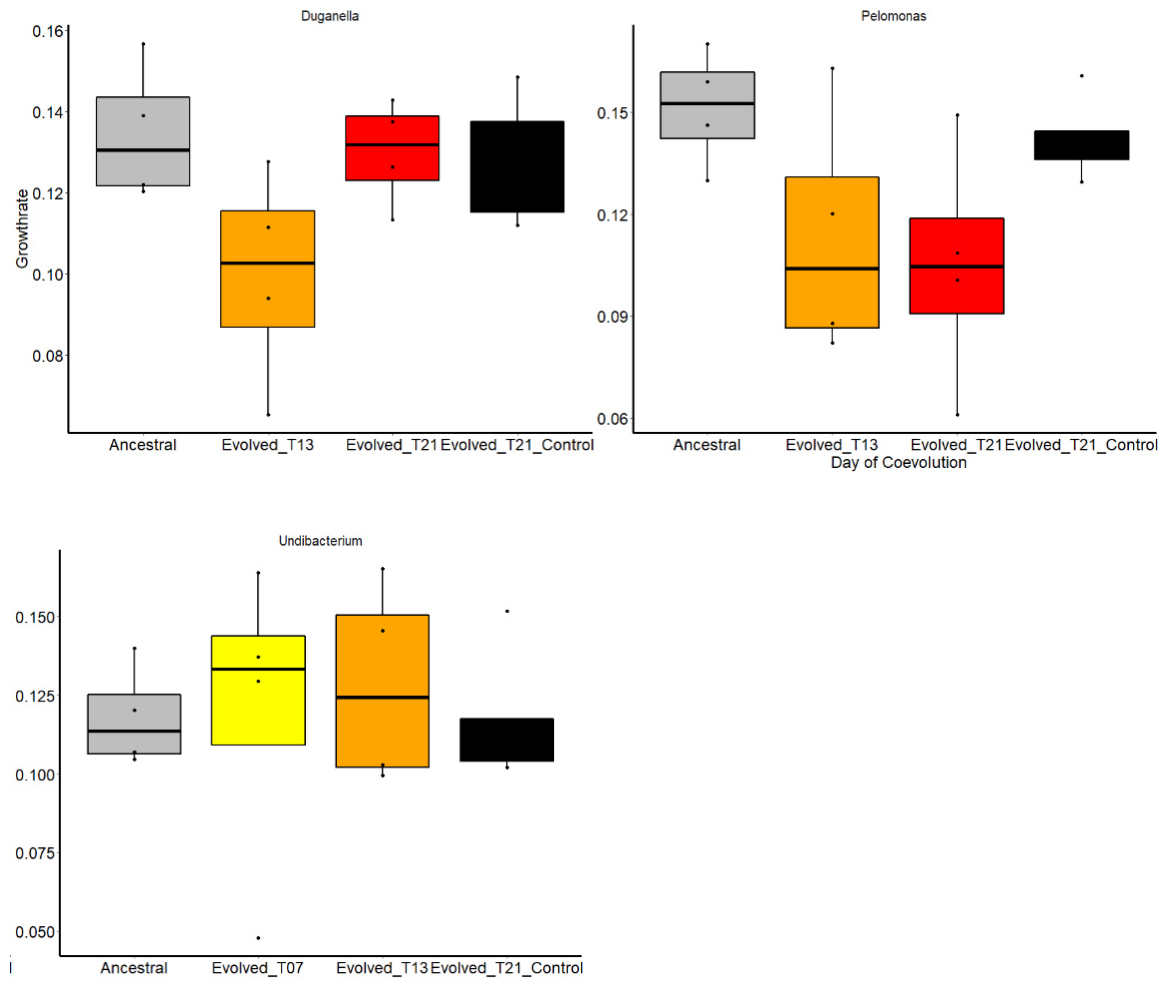 Duganella
Pelomonas
Growthrate
0.16
0.14
0.12
0.10
0.08
0.15
0.12
0.09
0.06
Ancestral Evolved_T13 Evolved_T21 Evolved_T21_Control
Ancestral Evolved_T13 Evolved_T21 Evolved_T21_Control
Day of Coevolution
Undibacterium
0.150
0.125
0.100
0.075
0.050
Ancestral Evolved_T07 Evolved_T13 Evolved_T21_Control